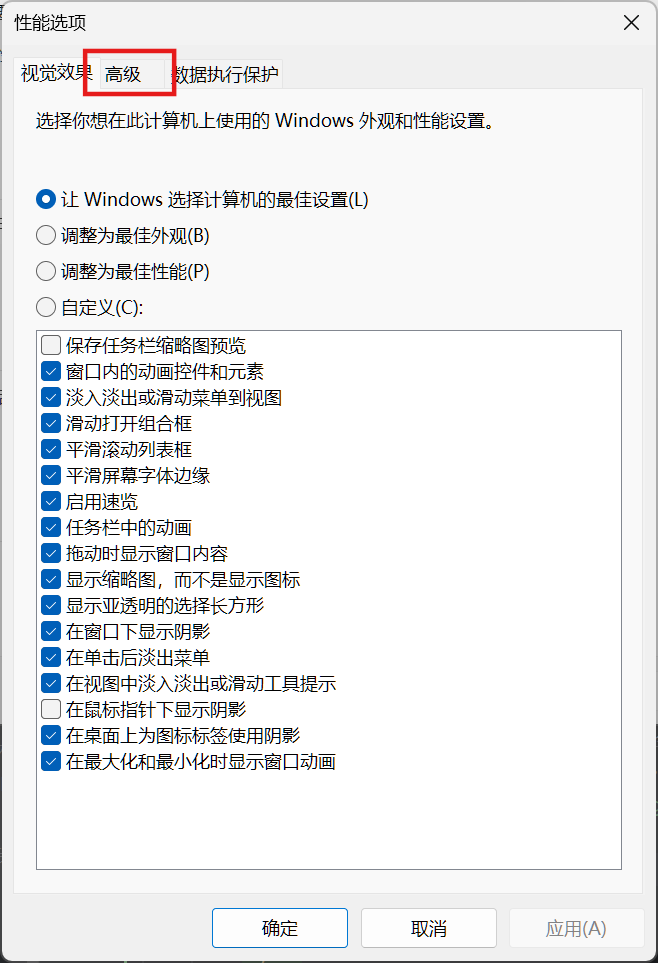 性能选项
视觉效果 高级 数据执行保护
选择你想在此计算机上使用的 Windows 外观和性能设置。
让 Windows 选择计算机的最佳设置(L)
调整为最佳外观(B)
调整为最佳性能(P)
自定义(C):
保存任务栏缩略图预览
窗口内的动画控件和元素
淡入淡出或滑动菜单到视图
滑动打开组合框
平滑滚动列表框
平滑屏幕字体边缘
启用速览
任务栏中的动画
拖动时显示窗口内容
显示缩略图，而不是显示图标
显示亚透明的选择长方形
在窗口下显示阴影
在单击后淡出菜单
在视图中淡入淡出或滑动工具提示
在鼠标指针下显示阴影
在桌面上为图标标签使用阴影
在最大化和最小化时显示窗口动画
确定 取消 应用(A)